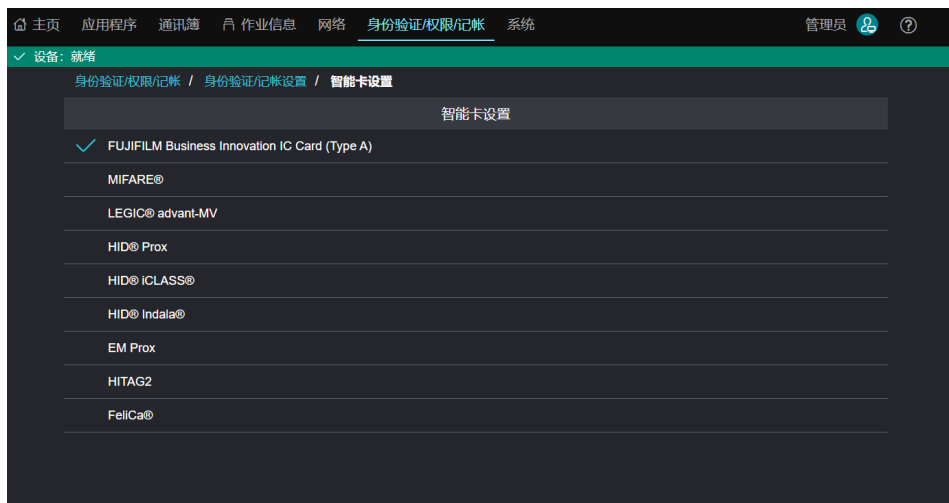 主页 应用程序 通讯簿 作业信息 网络 身份验证/权限/记帐 系统 管理员
设备：就绪
身份验证/权限/记帐 / 身份验证/记帐设置 / 智能卡设置
智能卡设置
FUJIFILM Business Innovation IC Card (Type A)
MIFARE®
LEGIC® advant-MV
HID® Prox
HID® iCLASS®
HID® Indala®
EM Prox
HITAG2
FeliCa®